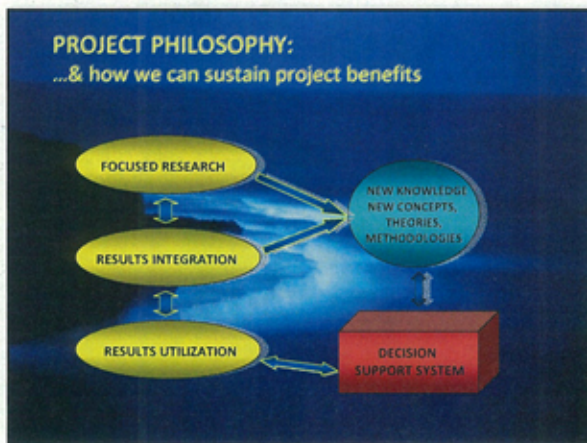 PROJECT PHILOSOPHY:
...& how we can sustain project benefits
FOCUSED RESEARCH
NEW KNOWLEDGE
NEW CONCEPTS,
THEORIES,
METHODOLOGIES
RESULTS INTEGRATION
RESULTS UTILIZATION
DECISION
SUPPORT SYSTEM